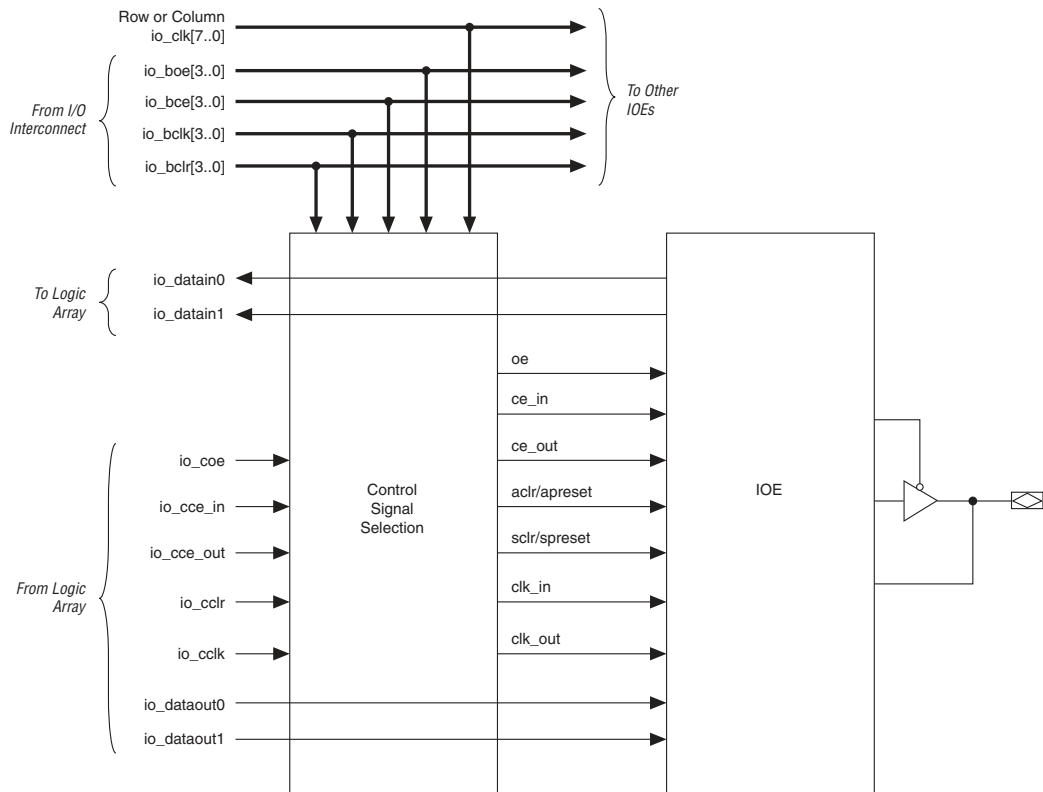 Row or Column
io_clk[7..0]
io_boe[3..0]
From I/O
Interconnect
io_bce[3..0]
io_bclk[3..0]
io_bclr[3..0]
To Other
IOEs
To Logic
Array
io_datain0
io_datain1
oe
ce_in
ce_out
aclr/apreset
sclr/spreset
clk_in
clk_out
Control
Signal
Selection
IOE
From Logic
Array
io_coe
io_cce_in
io_cce_out
io_cclr
io_cclk
io_dataout0
io_dataout1